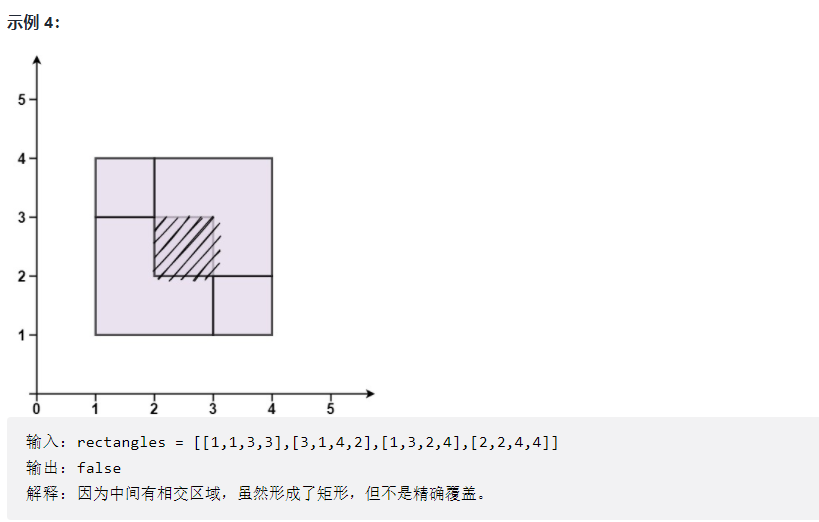 示例 4：
5
4
3
2
1
0 1 2 3 4 5
输入：rectangles = [[1,1,3,3],[3,1,4,2],[1,3,2,4],[2,2,4,4]]
输出：false
解释：因为中间有相交区域，虽然形成了矩形，但不是精确覆盖。